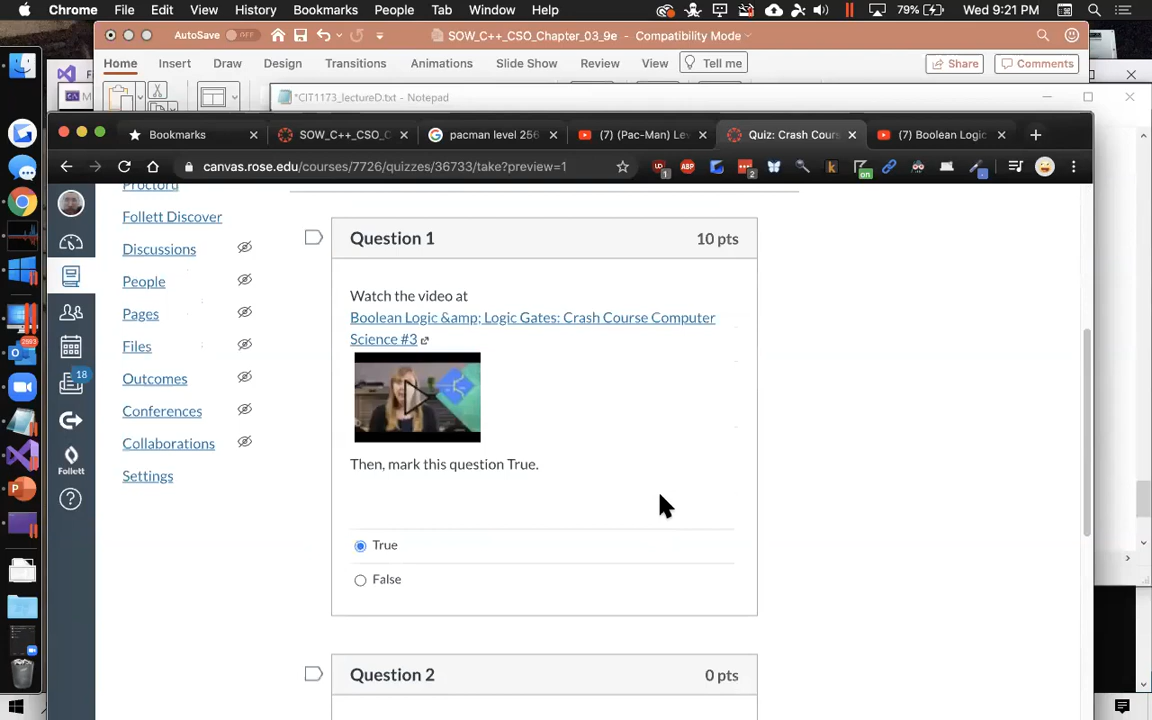 Chrome File Edit View History Bookmarks People Tab Window Help 79% Wed 9:21 PM
AutoSave OFF SOW_C++_CSO_Chapter_03_9e - Compatibility Mode
Home Insert Draw Design Transitions Animations Slide Show Review View Tell me Share Comments
*CIT1173_lectureD.txt - Notepad
Bookmarks SOW_C++_CSO_C pacman level 256 (7) (Pac-Man) Lev Quiz: Crash Cours (7) Boolean Logic
canvas.rose.edu/courses/7726/quizzes/36733/take?preview=1
ProctorU
Follett Discover
Discussions
People
Pages
Files
Outcomes
Conferences
Collaborations
Settings
2693
18
Follett
Question 1 10 pts
Watch the video at
Boolean Logic &amp; Logic Gates: Crash Course Computer
Science #3
Then, mark this question True.
True
False
Question 2 0 pts